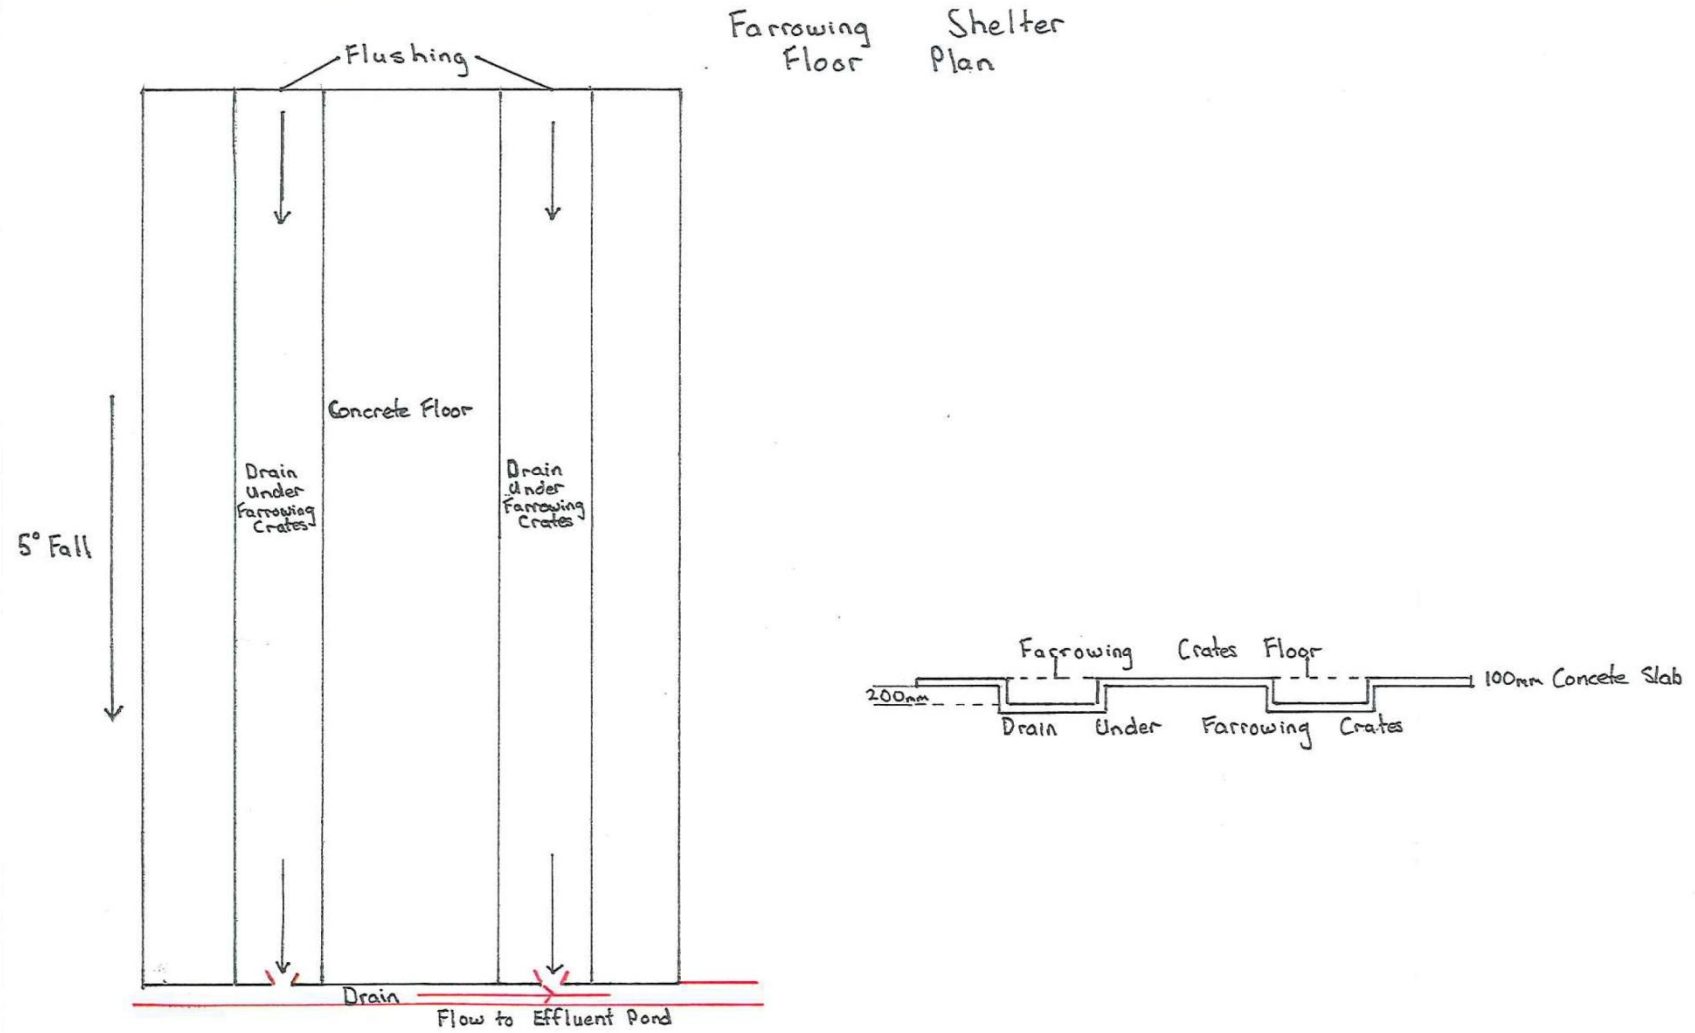 Farrowing Shelter
Floor Plan
Flushing
Concrete Floor
Drain
Under
Farrowing
Crates
Drain
Under
Farrowing
Crates
5° Fall
Drain
Flow to Effluent Pond
Farrowing Crates Floor
100mm Concete Slab
200mm
Drain Under Farrowing Crates